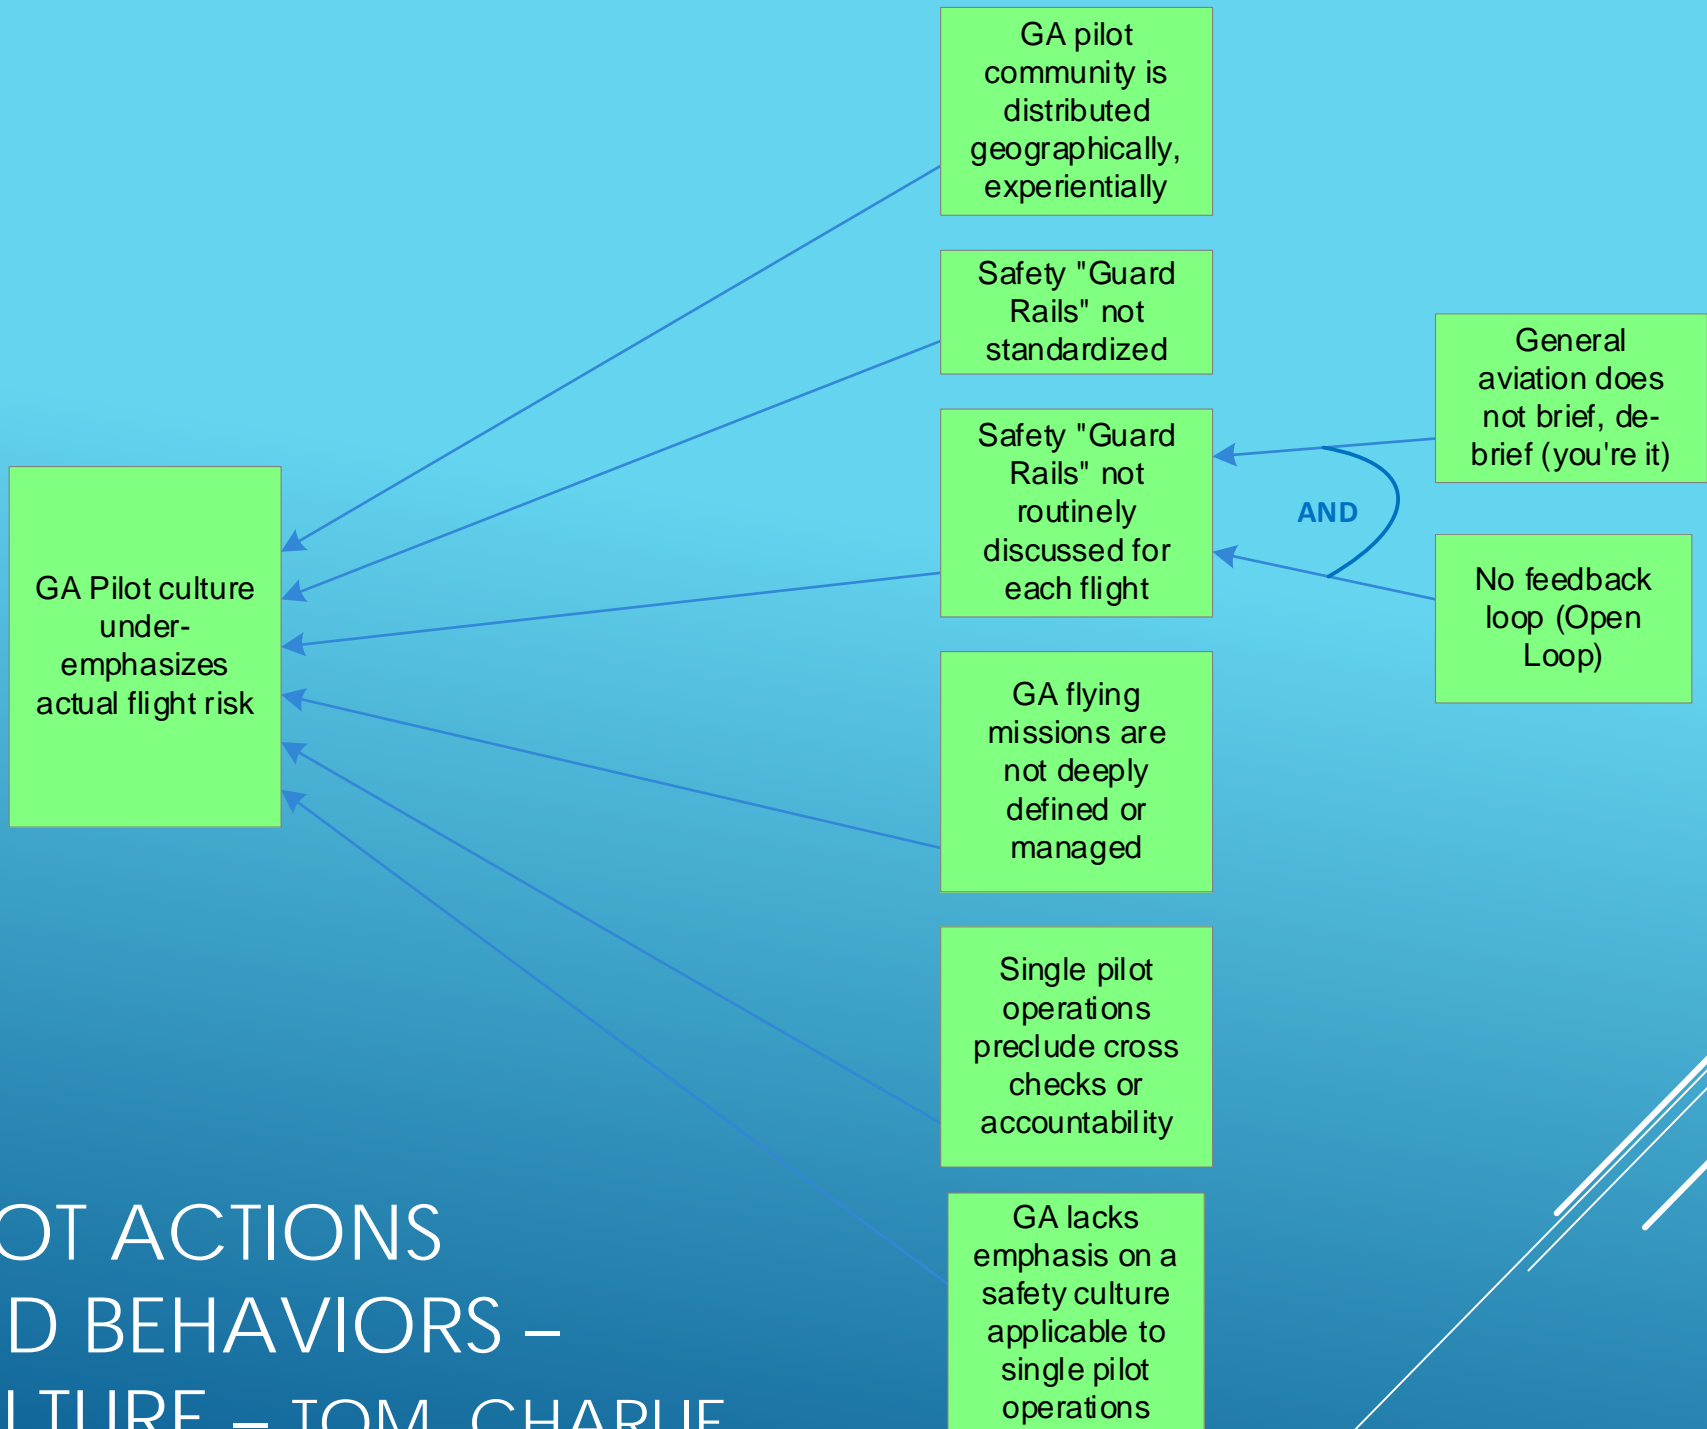 GA pilot
community is
distributed
geographically,
experientially
Safety "Guard
Rails" not
standardized
General
aviation does
not brief, de-
brief (you're it)
Safety "Guard
Rails" not
routinely
discussed for
each flight
AND
No feedback
loop (Open
Loop)
GA Pilot culture
under-
emphasizes
actual flight risk
GA flying
missions are
not deeply
defined or
managed
Single pilot
operations
preclude cross
checks or
accountability
GA lacks
emphasis on a
safety culture
applicable to
single pilot
operations
OT ACTIONS
D BEHAVIORS –
LTURE – TOM, CHARLIE